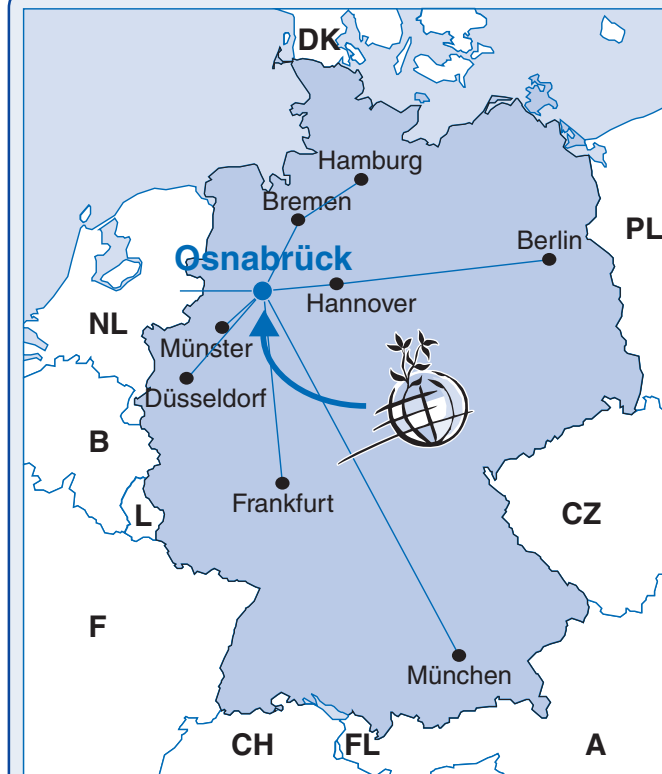 DK
Hamburg
Bremen
PL
Berlin
Osnabrück
Hannover
NL
Münster
Düsseldorf
B
Frankfurt
L
CZ
F
München
CH
FL
A